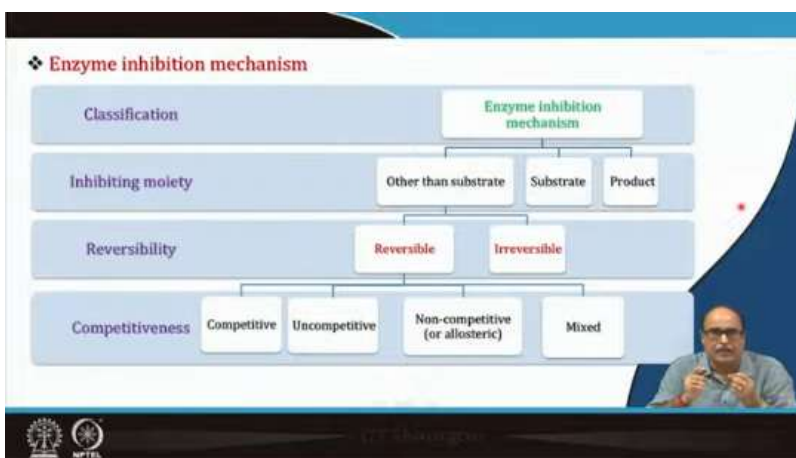 ❖ Enzyme inhibition mechanism
Classification
Enzyme inhibition
mechanism
Inhibiting moiety
Other than substrate
Substrate
Product
Reversibility
Reversible
Irreversible
Competitiveness
Competitive
Uncompetitive
Non-competitive
(or allosteric)
Mixed
NPTEL